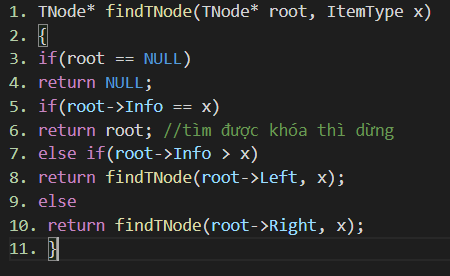 1. TNode* findTNode(TNode* root, ItemType x)
2. {
3. if(root == NULL)
4. return NULL;
5. if(root->Info == x)
6. return root; //tìm được khóa thì dừng
7. else if(root->Info > x)
8. return findTNode(root->Left, x);
9. else
10. return findTNode(root->Right, x);
11. }